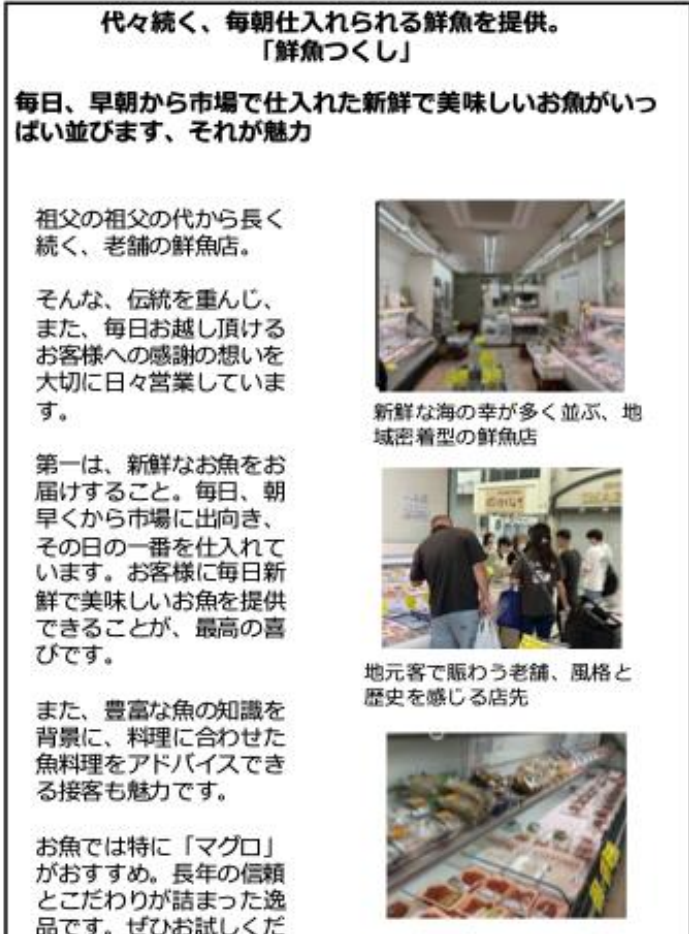 代々続く、毎朝仕入れられる鮮魚を提供。
「鮮魚つくし」
毎日、早朝から市場で仕入れた新鮮で美味しいお魚がいっ
ぱい並びます、それが魅力
祖父の祖父の代から長く
続く、老舗の鮮魚店。
そんな、伝統を重んじ、
また、毎日お越し頂ける
お客様への感謝の想いを
大切に日々営業していま
す。
第一は、新鮮なお魚をお
届けすること。毎日、朝
早くから市場に出向き、
その日の一番を仕入れて
います。お客様に毎日新
鮮で美味しいお魚を提供
できることが、最高の喜
びです。
また、豊富な魚の知識を
背景に、料理に合わせた
魚料理をアドバイスでき
る接客も魅力です。
お魚では特に「マグロ」
がおすすめ。長年の信頼
とこだわりが詰まった逸
品です。ぜひお試しくだ
新鮮な海の幸が多く並ぶ、地
域密着型の鮮魚店
地元客で賑わう老舗、風格と
歴史を感じる店先